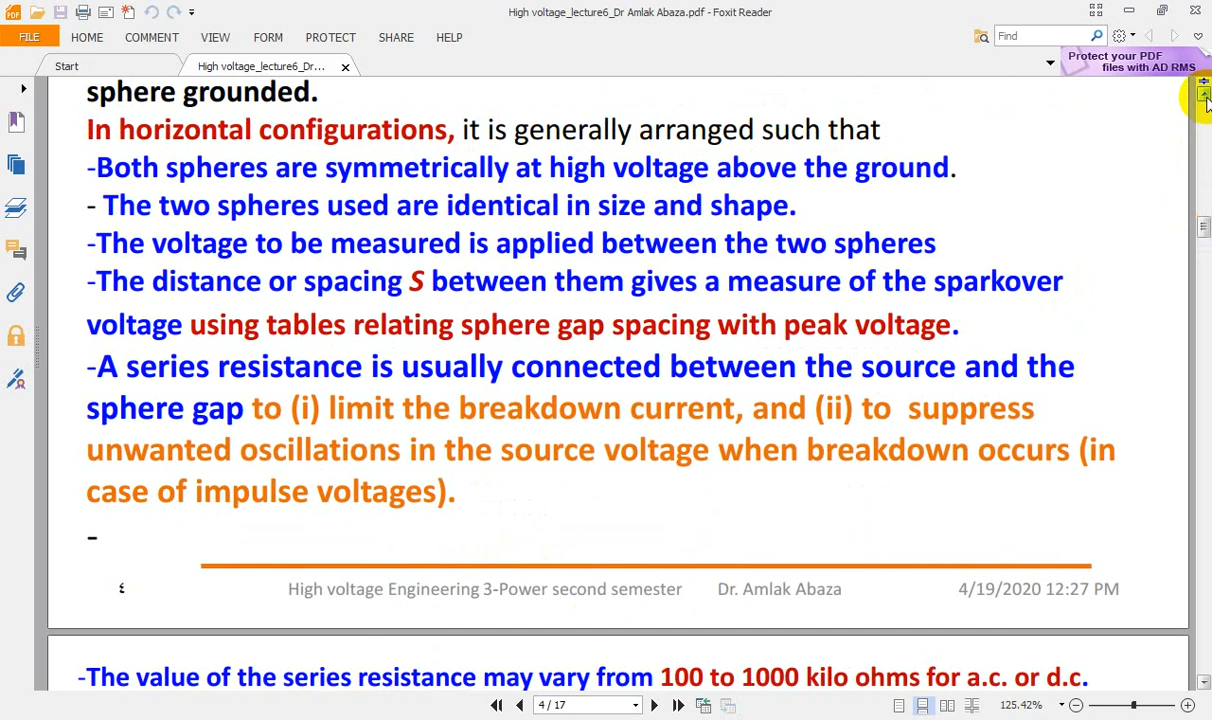 High voltage_lecture6_Dr Amlak Abaza.pdf - Foxit Reader
FILE HOME COMMENT VIEW FORM PROTECT SHARE HELP
Find
Start
High voltage_lecture6_Dr...
Protect your PDF
files with AD RMS
sphere grounded.
In horizontal configurations, it is generally arranged such that
-Both spheres are symmetrically at high voltage above the ground.
- The two spheres used are identical in size and shape.
-The voltage to be measured is applied between the two spheres
-The distance or spacing S between them gives a measure of the sparkover
voltage using tables relating sphere gap spacing with peak voltage.
-A series resistance is usually connected between the source and the
sphere gap to (i) limit the breakdown current, and (ii) to suppress
unwanted oscillations in the source voltage when breakdown occurs (in
case of impulse voltages).
-
High voltage Engineering 3-Power second semester Dr. Amlak Abaza 4/19/2020 12:27 PM
-The value of the series resistance may vary from 100 to 1000 kilo ohms for a.c. or d.c.
4 / 17
125.42%